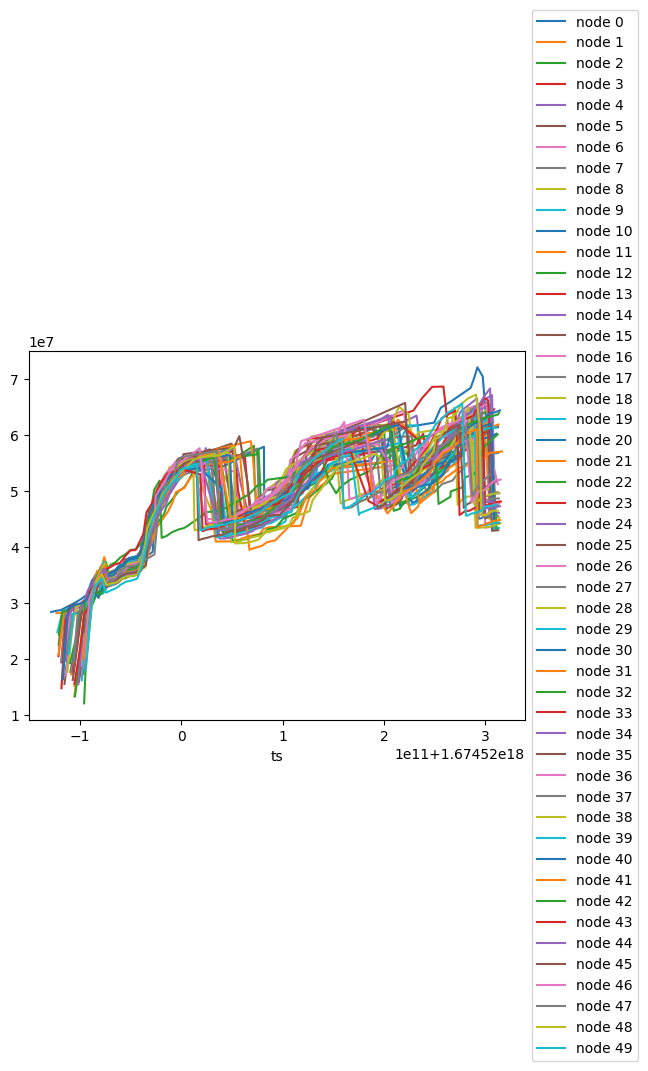 1e7
7
6
5
4
3
2
1
−1
0
1
2
3
ts
1e11+1.67452e18
node 0
node 1
node 2
node 3
node 4
node 5
node 6
node 7
node 8
node 9
node 10
node 11
node 12
node 13
node 14
node 15
node 16
node 17
node 18
node 19
node 20
node 21
node 22
node 23
node 24
node 25
node 26
node 27
node 28
node 29
node 30
node 31
node 32
node 33
node 34
node 35
node 36
node 37
node 38
node 39
node 40
node 41
node 42
node 43
node 44
node 45
node 46
node 47
node 48
node 49